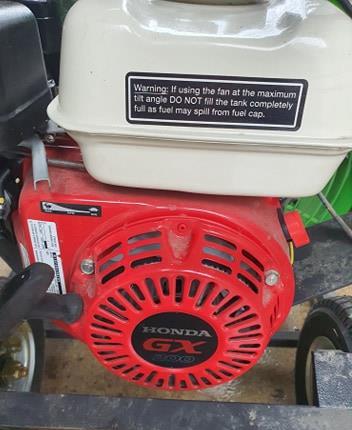 Warning: If using the fan at the maximum
tilt angle DO NOT fill the tank completely
full as fuel may spill from fuel cap.
HONDA
GX
200